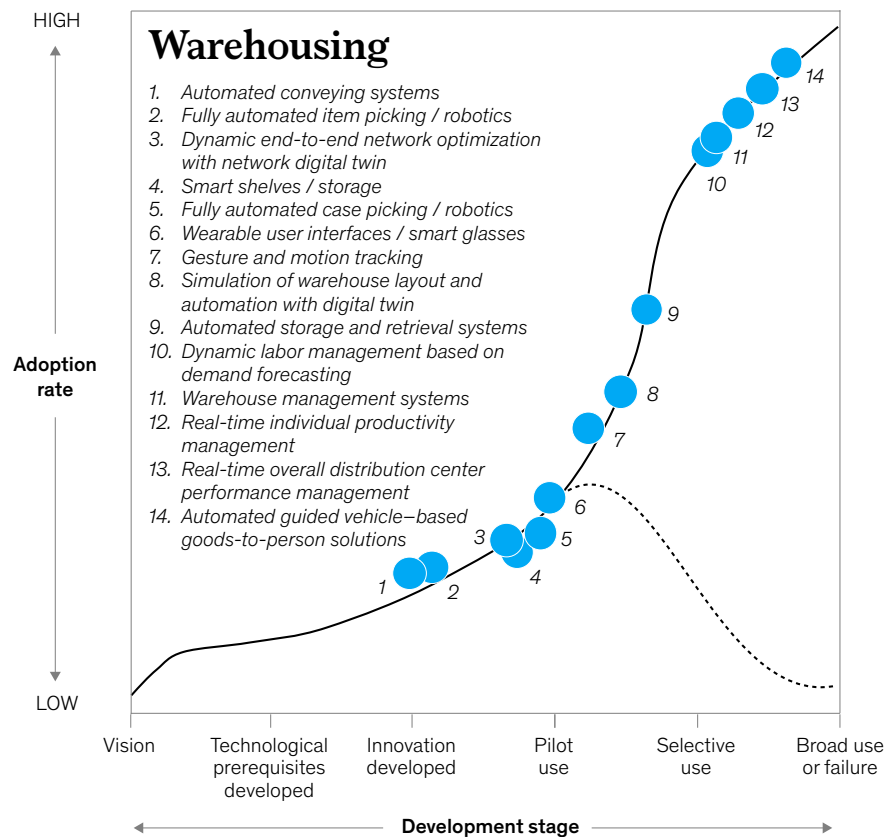 HIGH
Warehousing
1. Automated conveying systems
2. Fully automated item picking / robotics
3. Dynamic end-to-end network optimization
with network digital twin
4. Smart shelves / storage
5. Fully automated case picking / robotics
6. Wearable user interfaces / smart glasses
7. Gesture and motion tracking
8. Simulation of warehouse layout and
automation with digital twin
9. Automated storage and retrieval systems
10. Dynamic labor management based on
demand forecasting
11. Warehouse management systems
12. Real-time individual productivity
management
13. Real-time overall distribution center
performance management
14. Automated guided vehicle–based
goods-to-person solutions
Adoption
rate
LOW
14
13
12
11
10
9
8
7
6
5
3
4
1
2
Vision
Technological
prerequisites
developed
Innovation
developed
Pilot
use
Selective
use
Broad use
or failure
Development stage